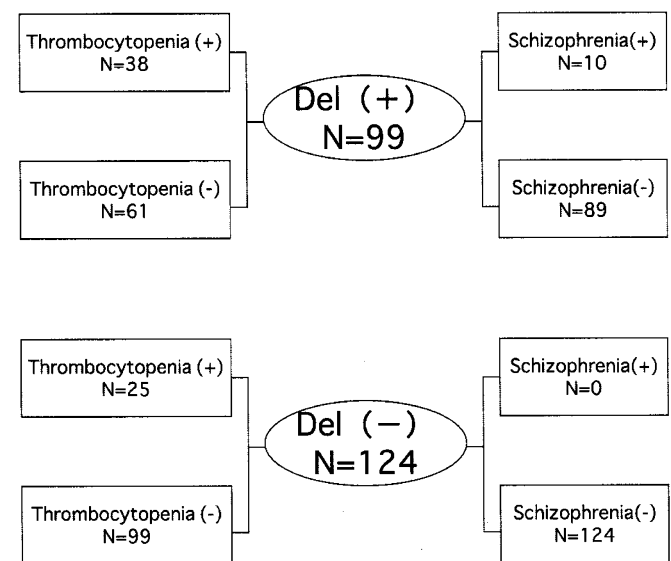 Thrombocytopenia (+)
N=38
Thrombocytopenia (-)
N=61
Del (+)
N=99
Schizophrenia(+)
N=10
Schizophrenia(-)
N=89
Thrombocytopenia (+)
N=25
Thrombocytopenia (-)
N=99
Del (−)
N=124
Schizophrenia(+)
N=0
Schizophrenia(-)
N=124